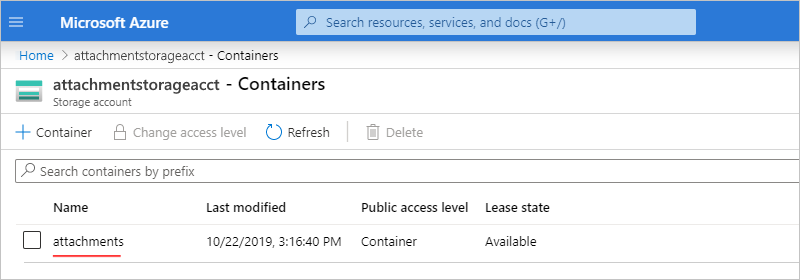 Microsoft Azure
Search resources, services, and docs (G+/)
Home > attachmentstorageacct - Containers
attachmentstorageacct - Containers
Storage account
+ Container Change access level Refresh Delete
Search containers by prefix
Name Last modified Public access level Lease state
attachments 10/22/2019, 3:16:40 PM Container Available